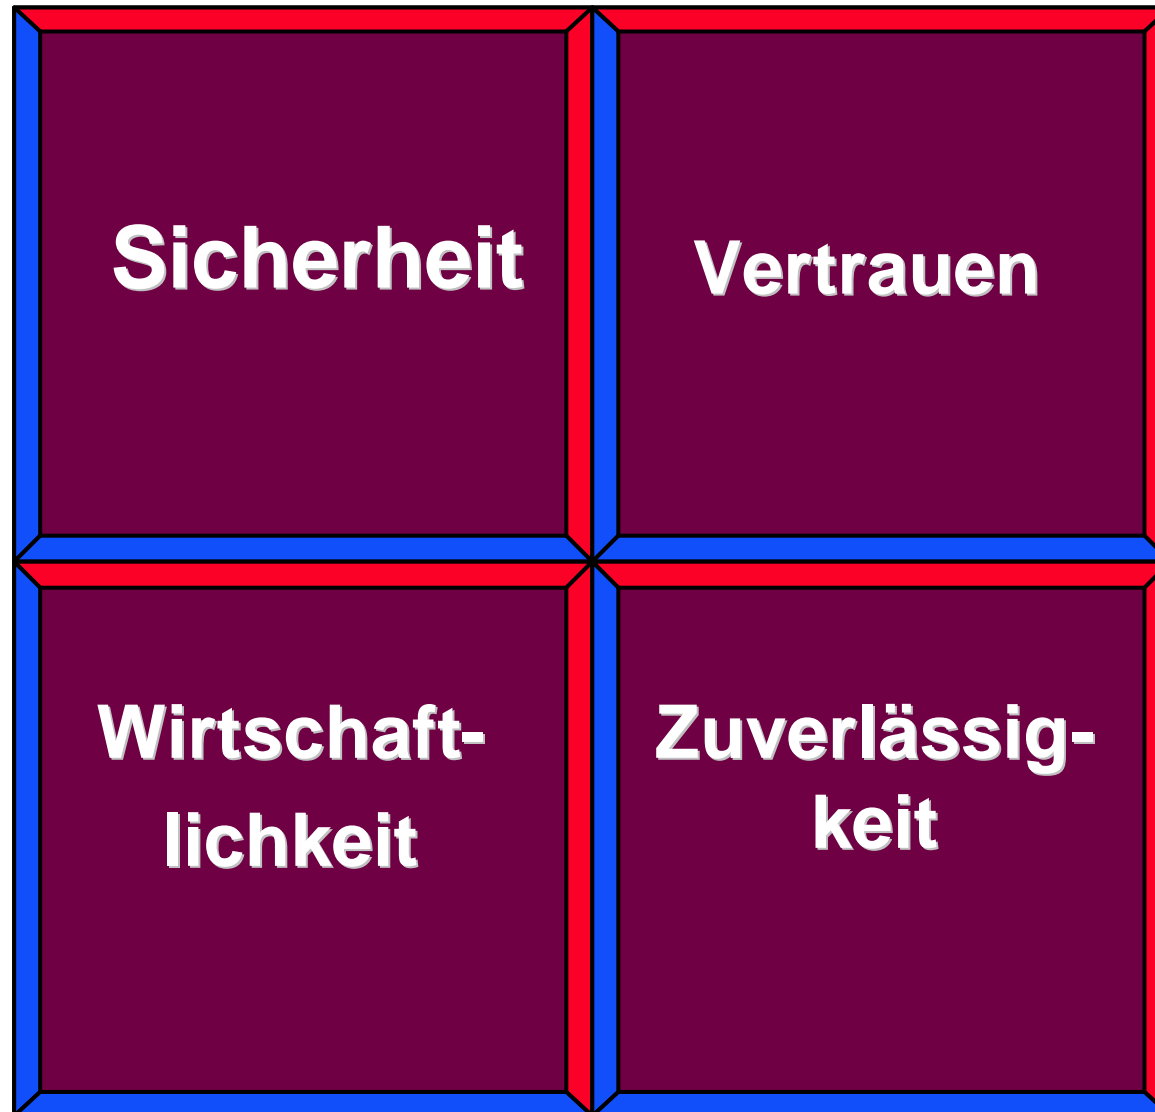 Sicherheit
Vertrauen
Wirtschaft-
lichkeit
Zuverlässig-
keit